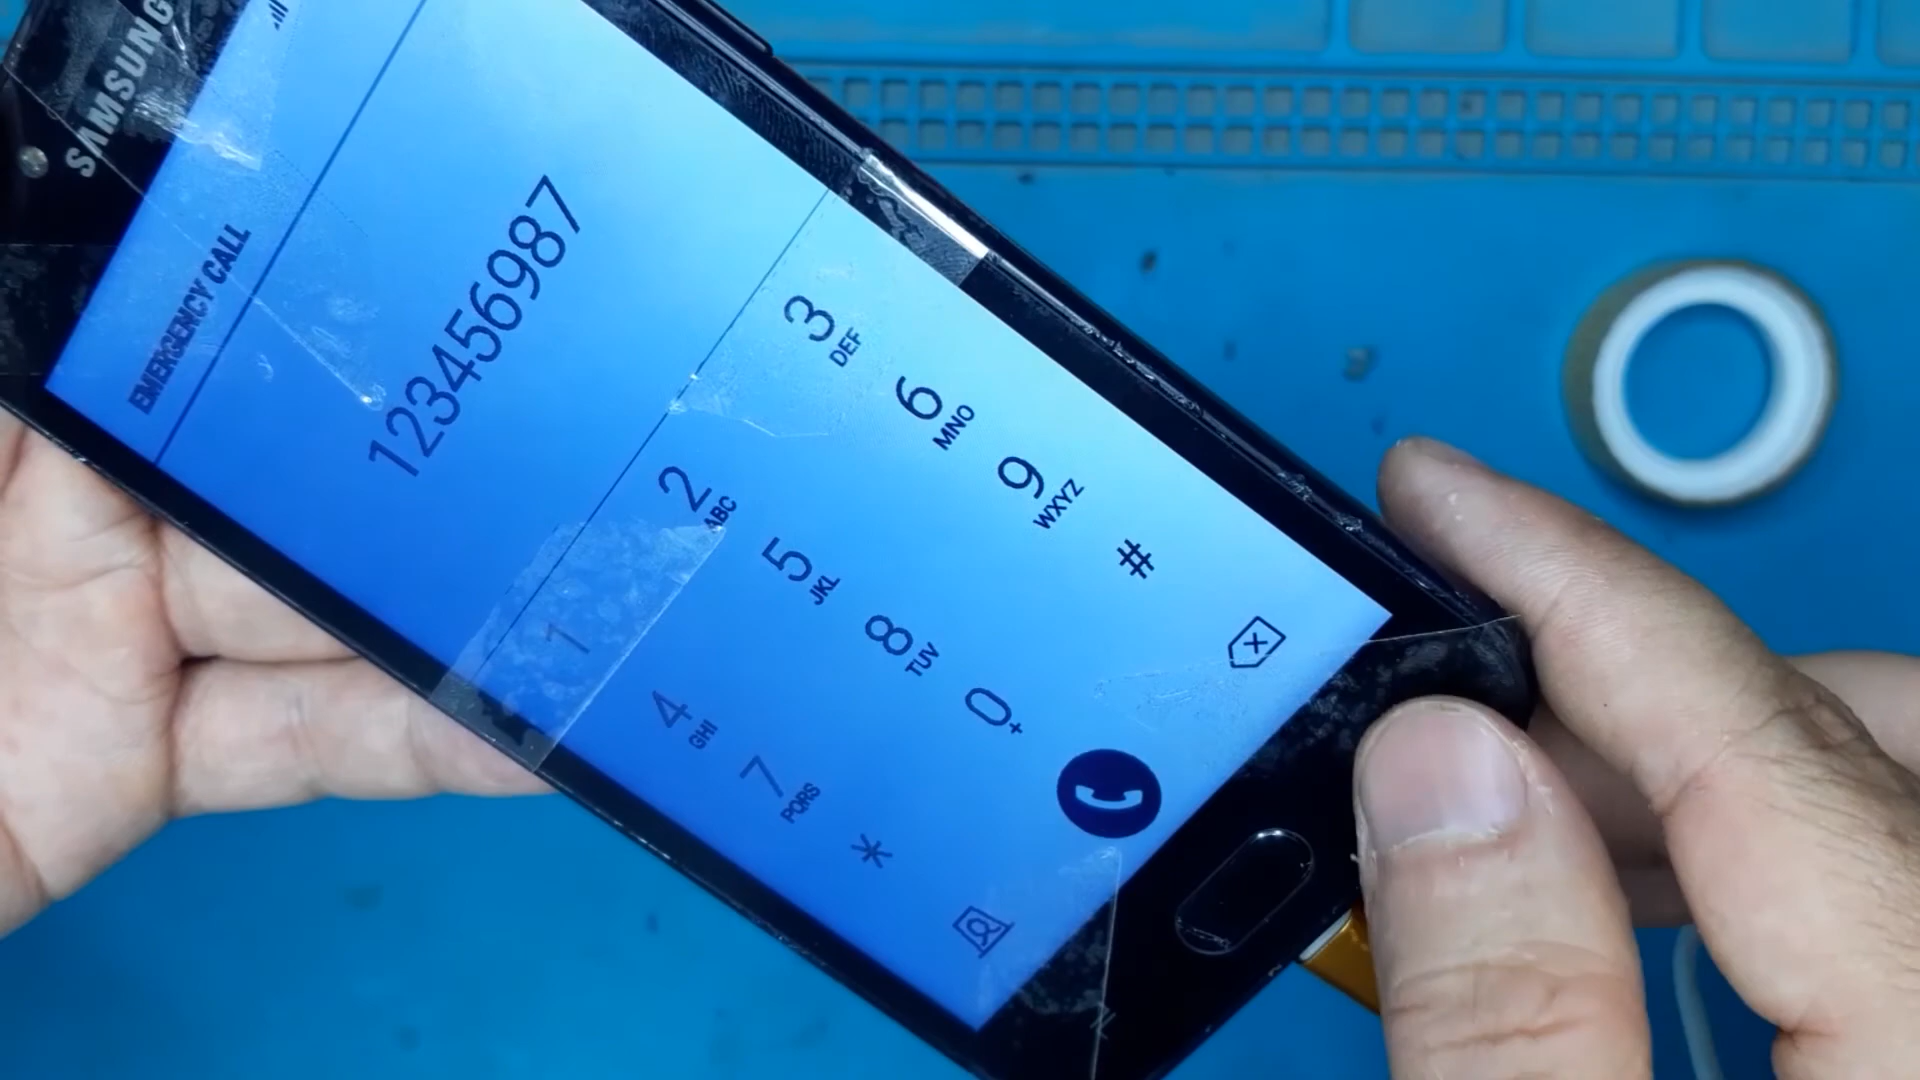 SAMSUNG
EMERGENCY CALL
123456987
1
2 ABC
3 DEF
4 GHI
5 JKL
6 MNO
7 PQRS
8 TUV
9 WXYZ
*
0 +
#